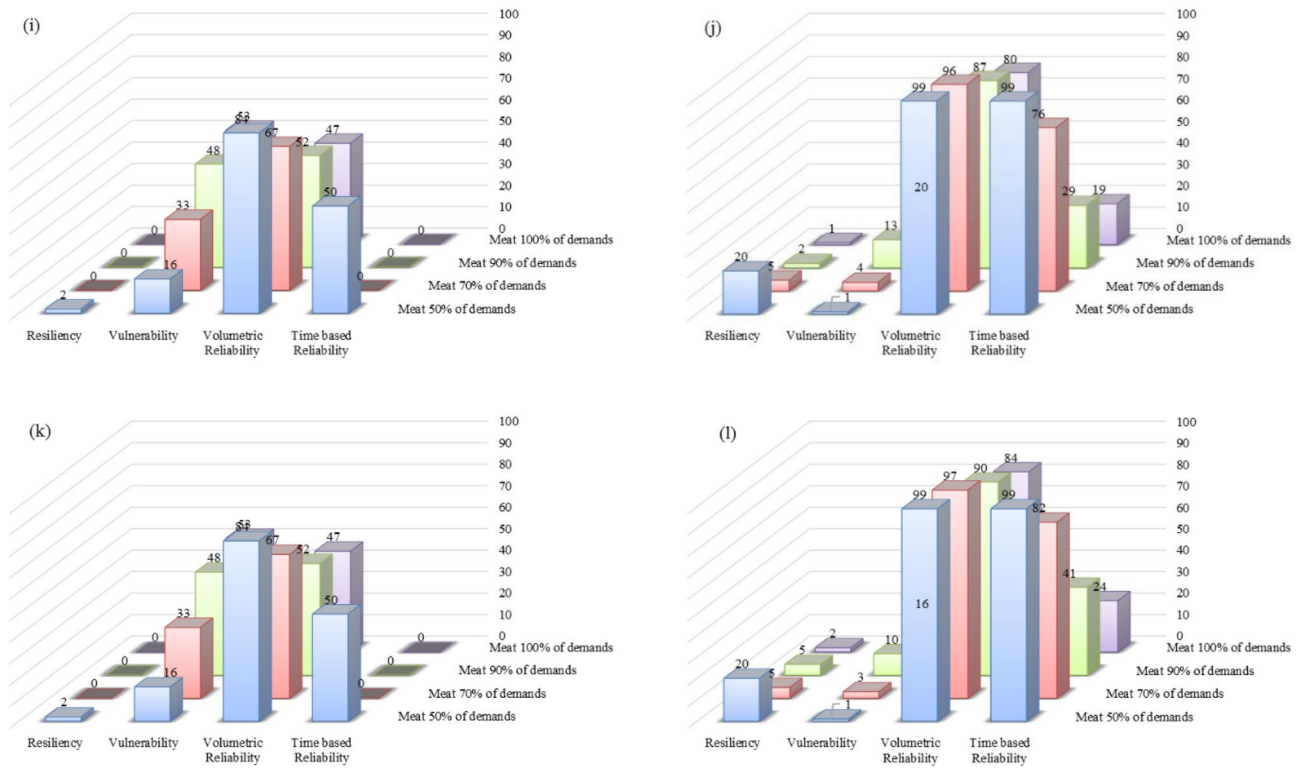 (i)
100
90
80
70
60
50
40
30
20
10
0
53
84
67
52
47
48
33
50
16
2
0
0
0
0
0
Meat 100% of demands
Meat 90% of demands
Meat 70% of demands
Meat 50% of demands
Resiliency
Vulnerability
Volumetric
Reliability
Time based
Reliability
(j)
100
90
80
70
60
50
40
30
20
10
0
99
96
87
80
99
76
29
19
20
20
5
2
1
13
4
1
Meat 100% of demands
Meat 90% of demands
Meat 70% of demands
Meat 50% of demands
Resiliency
Vulnerability
Volumetric
Reliability
Time based
Reliability
(k)
100
90
80
70
60
50
40
30
20
10
0
53
84
67
52
47
48
33
50
16
2
0
0
0
0
0
Meat 100% of demands
Meat 90% of demands
Meat 70% of demands
Meat 50% of demands
Resiliency
Vulnerability
Volumetric
Reliability
Time based
Reliability
(l)
100
90
80
70
60
50
40
30
20
10
0
99
97
90
84
99
82
41
24
16
20
5
5
2
10
3
1
Meat 100% of demands
Meat 90% of demands
Meat 70% of demands
Meat 50% of demands
Resiliency
Vulnerability
Volumetric
Reliability
Time based
Reliability